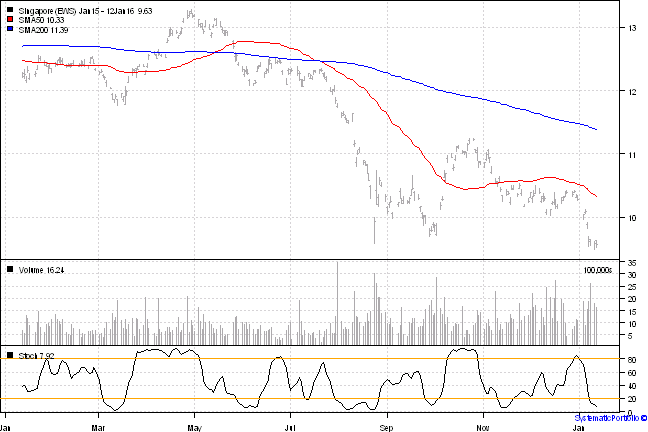 Singapore (EWS) Jan15 - 12Jan16 9.63
SMA50 10.33
SMA200 11.39
13
12
11
10
Volume 16.24
100,000s
35
30
25
20
15
10
5
Stoch 7.92
80
60
40
20
0
Jan Mar May Jul Sep Nov Jan
SystematicPortfolio ©